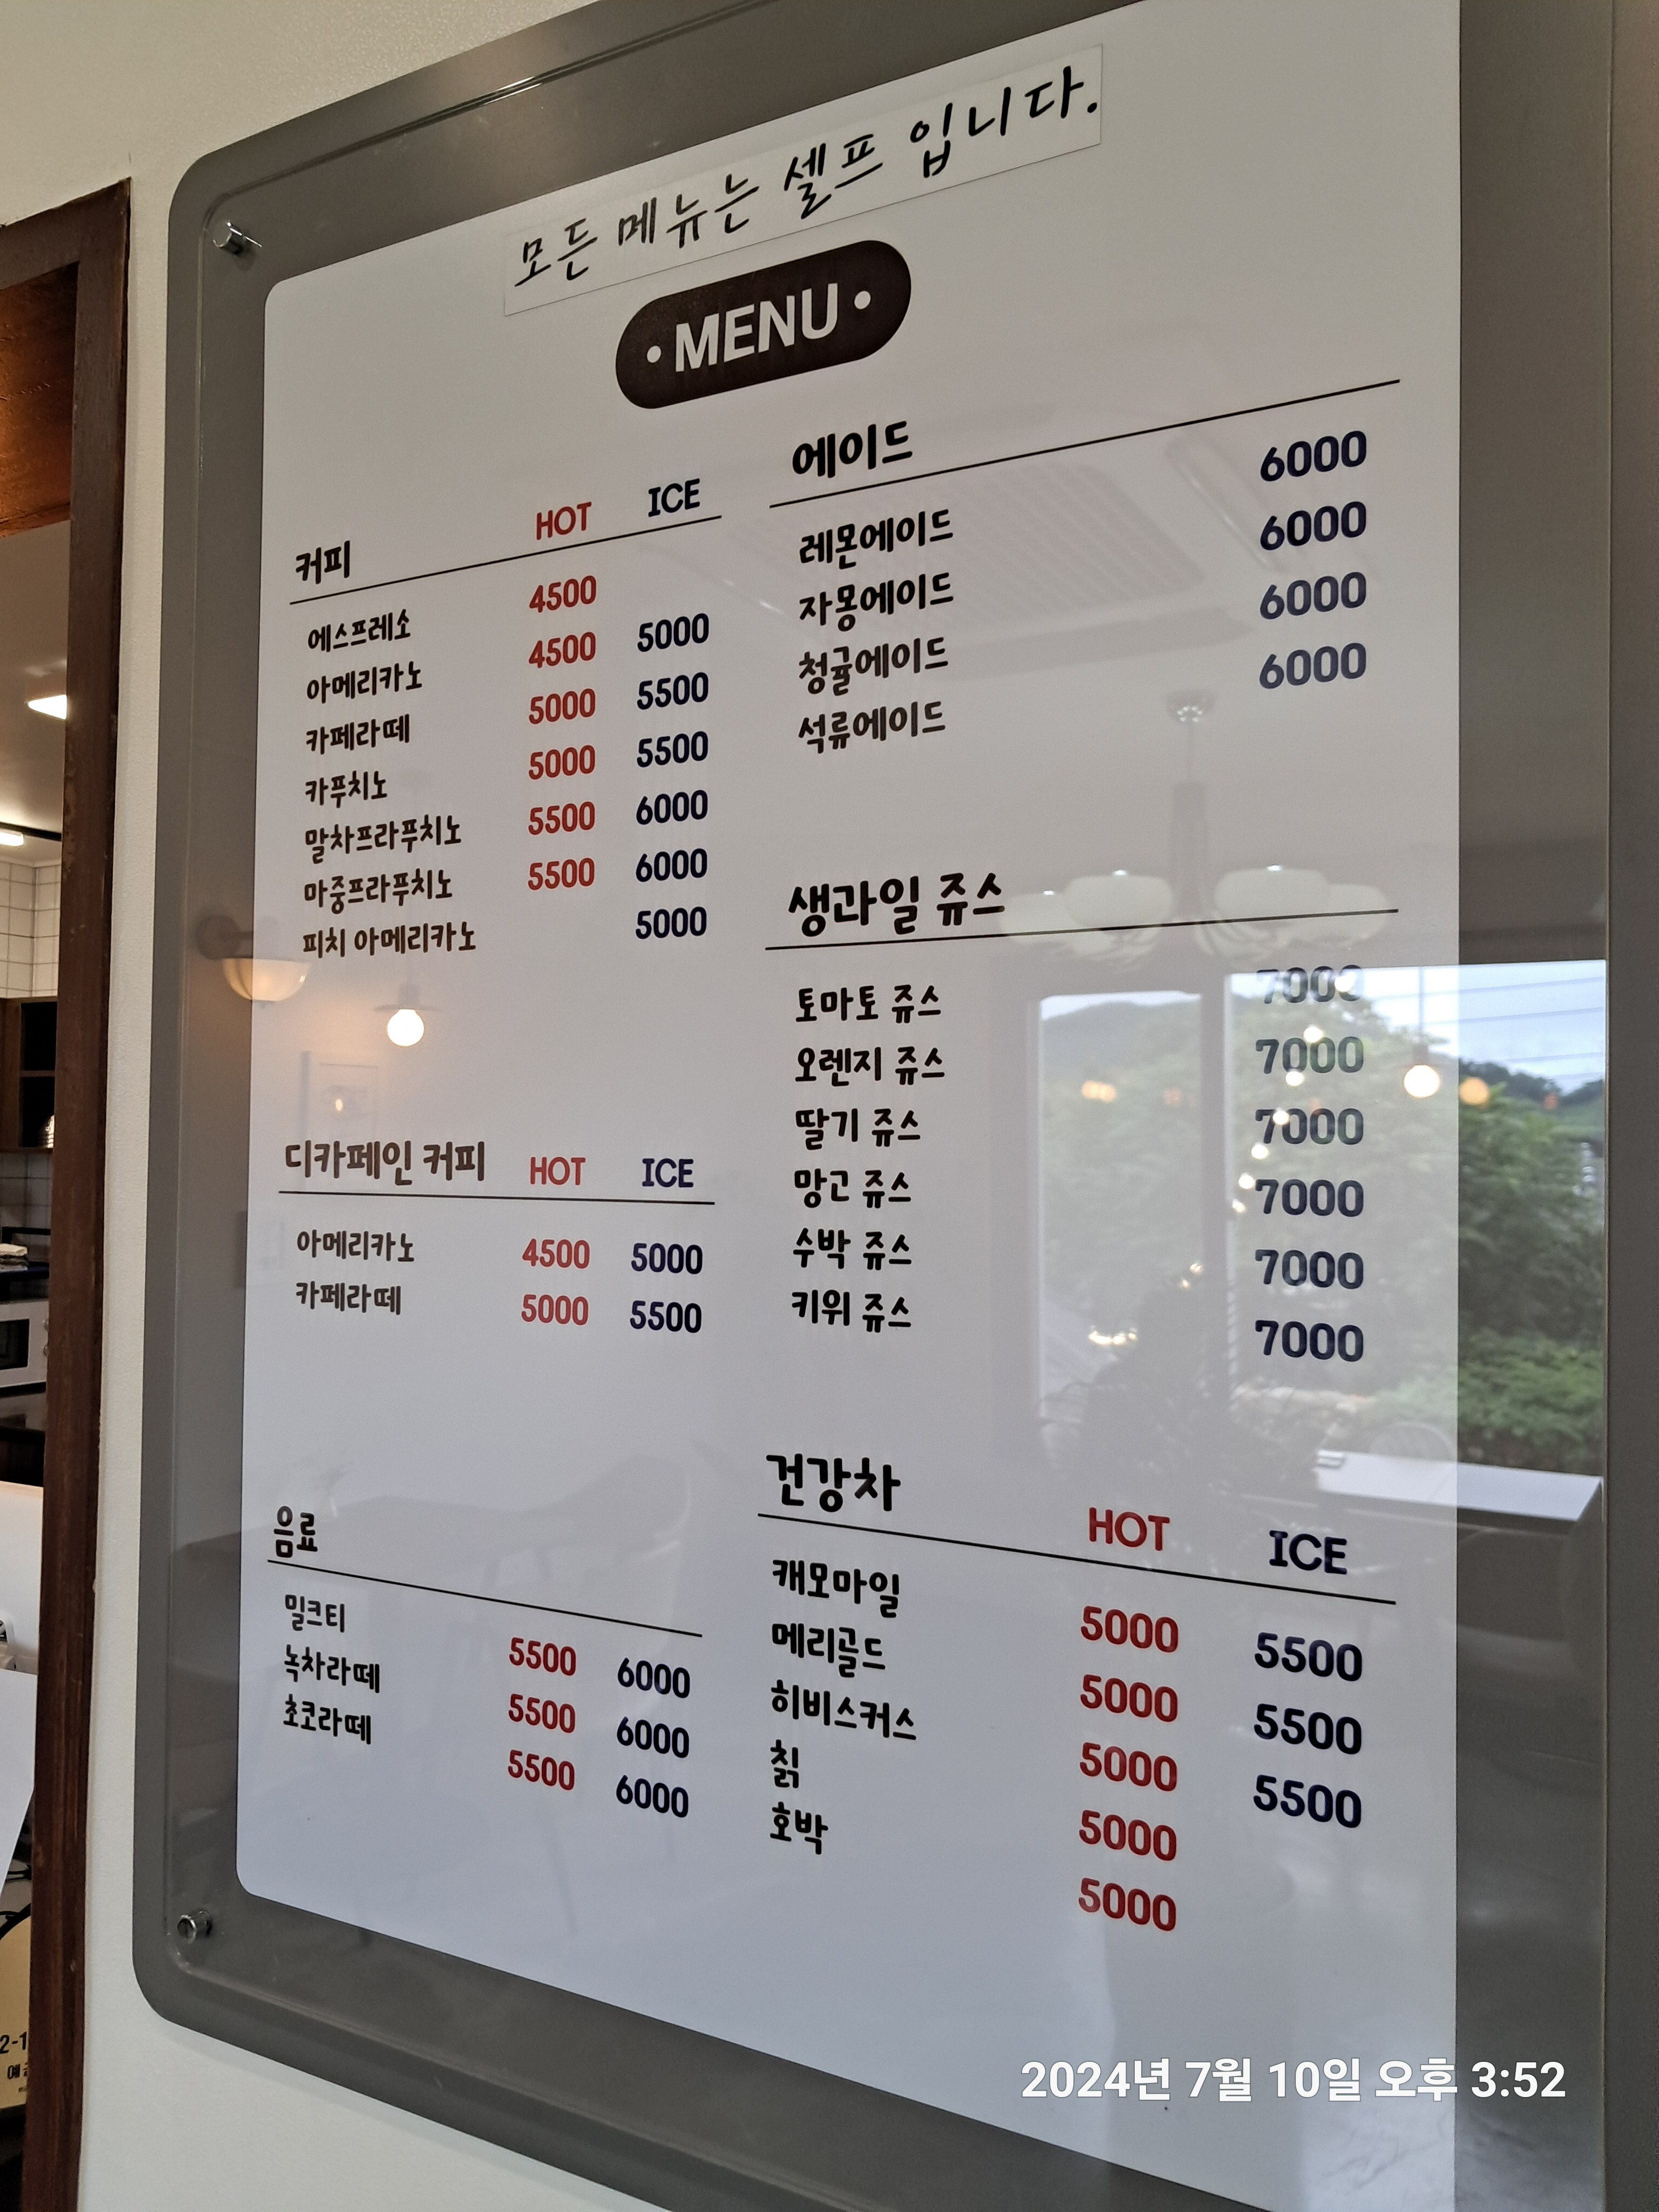 모든 메뉴는 셀프 입니다.
• MENU •
커피 HOT ICE
에스프레소 4500
아메리카노 4500 5000
카페라떼 5000 5500
카푸치노 5000 5500
말차프라푸치노 5500 6000
마중프라푸치노 5500 6000
피치 아메리카노 5000
디카페인 커피 HOT ICE
아메리카노 4500 5000
카페라떼 5000 5500
음료
밀크티 5500 6000
녹차라떼 5500 6000
초코라떼 5500 6000
에이드
레몬에이드 6000
자몽에이드 6000
청귤에이드 6000
석류에이드 6000
생과일 쥬스
토마토 쥬스 7000
오렌지 쥬스 7000
딸기 쥬스 7000
망고 쥬스 7000
수박 쥬스 7000
키위 쥬스 7000
건강차 HOT ICE
캐모마일 5000 5500
메리골드 5000 5500
히비스커스 5000 5500
칡 5000
호박 5000
2024년 7월 10일 오후 3:52